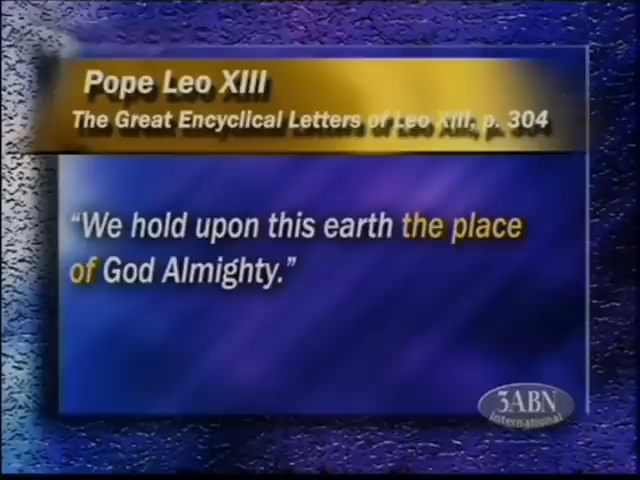 Pope Leo XIII
The Great Encyclical Letters of Leo XIII, p. 304
“We hold upon this earth the place
of God Almighty.”
3ABN
international